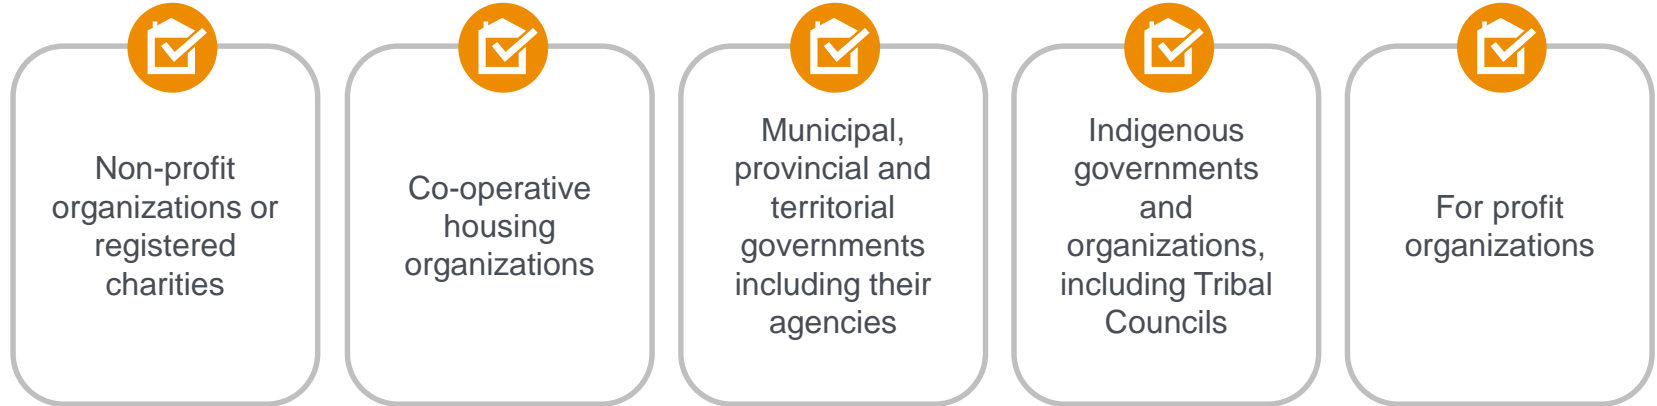 Non-profit
organizations or
registered
charities
Co-operative
housing
organizations
Municipal,
provincial and
territorial
governments
including their
agencies
Indigenous
governments
and
organizations,
including Tribal
Councils
For profit
organizations